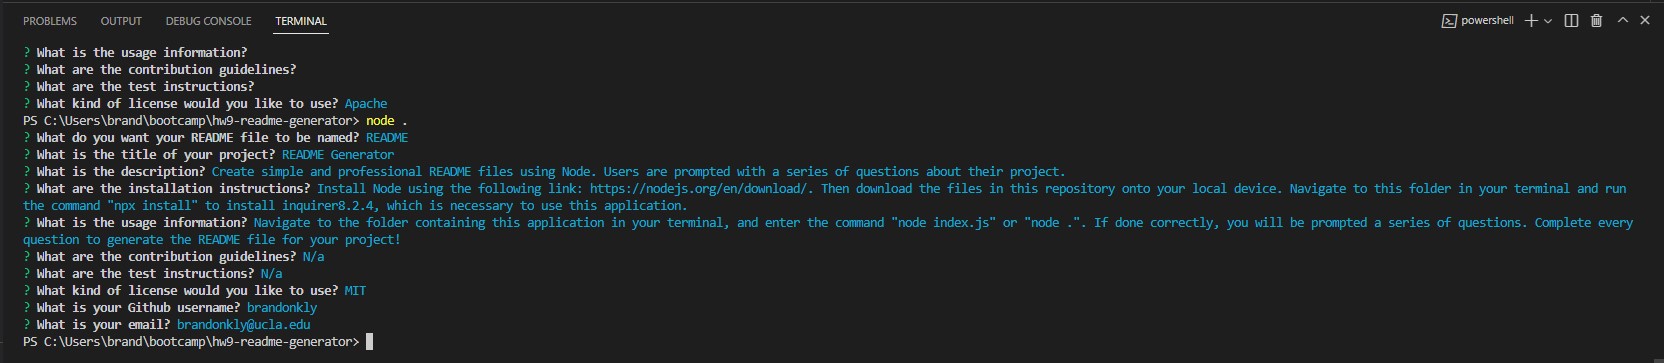 PROBLEMS OUTPUT DEBUG CONSOLE TERMINAL powershell
? What is the usage information?
? What are the contribution guidelines?
? What are the test instructions?
? What kind of license would you like to use? Apache
PS C:\Users\brand\bootcamp\hw9-readme-generator> node .
? What do you want your README file to be named? README
? What is the title of your project? README Generator
? What is the description? Create simple and professional README files using Node. Users are prompted with a series of questions about their project.
? What are the installation instructions? Install Node using the following link: https://nodejs.org/en/download/. Then download the files in this repository onto your local device. Navigate to this folder in your terminal and run
the command "npx install" to install inquirer8.2.4, which is necessary to use this application.
? What is the usage information? Navigate to the folder containing this application in your terminal, and enter the command "node index.js" or "node .". If done correctly, you will be prompted a series of questions. Complete every
question to generate the README file for your project!
? What are the contribution guidelines? N/a
? What are the test instructions? N/a
? What kind of license would you like to use? MIT
? What is your Github username? brandonkly
? What is your email? brandonkly@ucla.edu
PS C:\Users\brand\bootcamp\hw9-readme-generator>